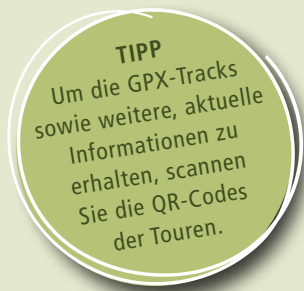 TIPP
Um die GPX-Tracks
sowie weitere, aktuelle
Informationen zu
erhalten, scannen
Sie die QR-Codes
der Touren.